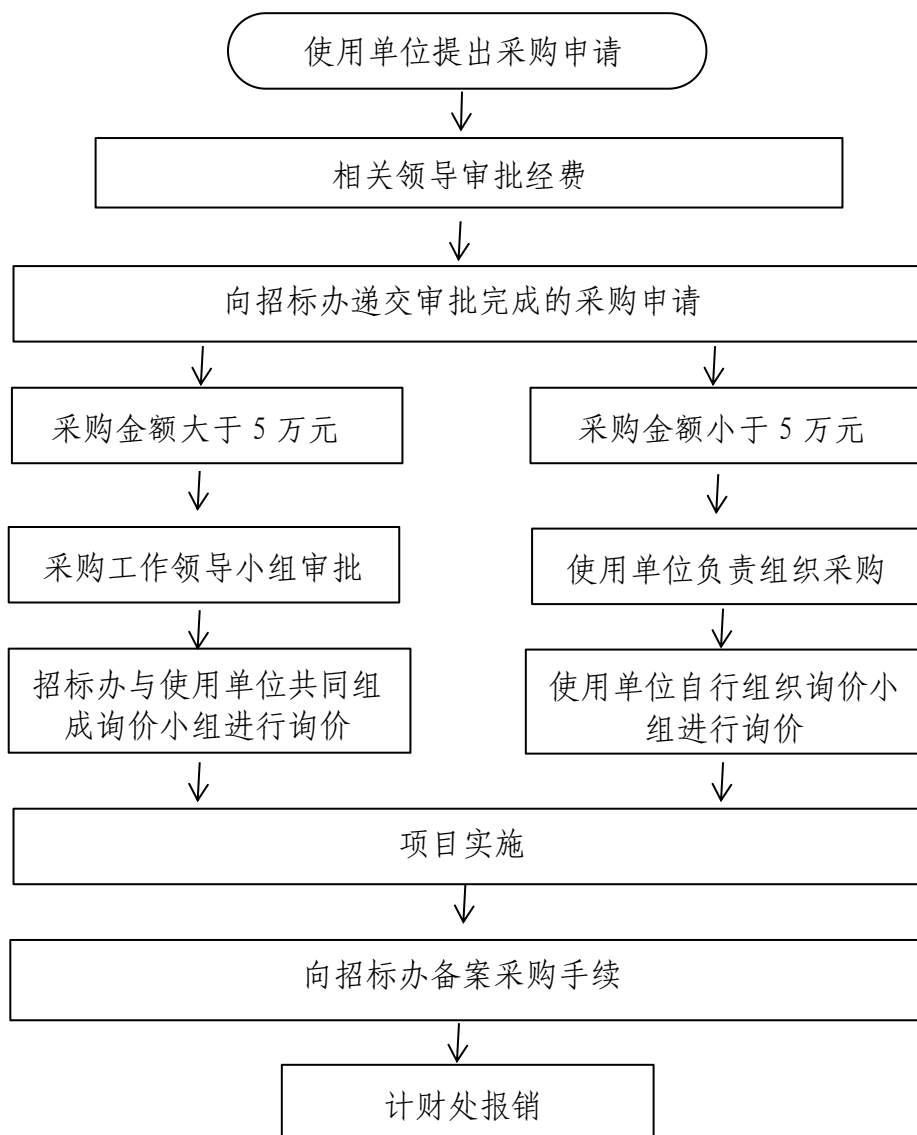 使用单位提出采购申请
相关领导审批经费
向招标办递交审批完成的采购申请
采购金额大于 5 万元
采购金额小于 5 万元
采购工作领导小组审批
使用单位负责组织采购
招标办与使用单位共同组
成询价小组进行询价
使用单位自行组织询价小
组进行询价
项目实施
向招标办备案采购手续
计财处报销